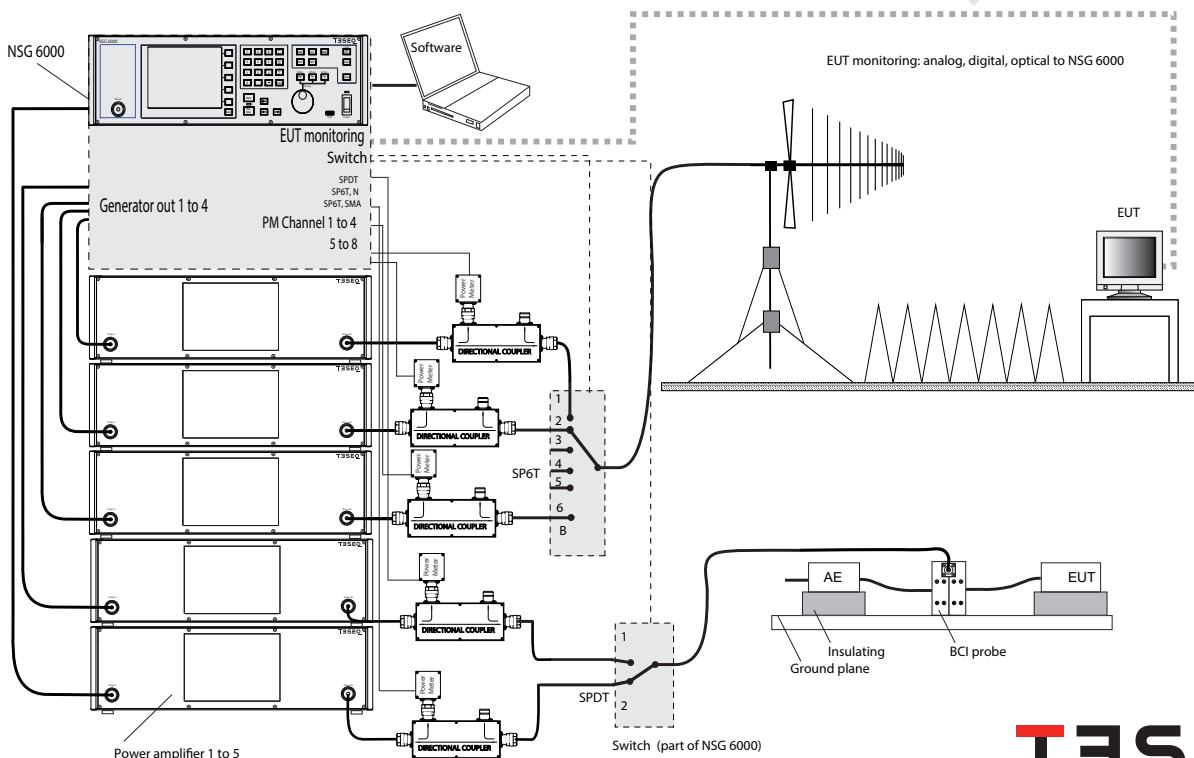 NSG 6000
NSG 6000
TESEQ
Software
EUT monitoring: analog, digital, optical to NSG 6000
EUT monitoring
Switch
SPDT
SP6T, N
SP6T, SMA
Generator out 1 to 4
PM Channel 1 to 4
5 to 8
EUT
TESEQ
Power Meter
DIRECTIONAL COUPLER
TESEQ
Power Meter
DIRECTIONAL COUPLER
1
2
3
4
5
6
B
SP6T
TESEQ
Power Meter
DIRECTIONAL COUPLER
TESEQ
Power Meter
DIRECTIONAL COUPLER
AE
EUT
Insulating
Ground plane
BCI probe
1
SPDT
2
TESEQ
Power Meter
DIRECTIONAL COUPLER
Power amplifier 1 to 5
Switch (part of NSG 6000)
TES